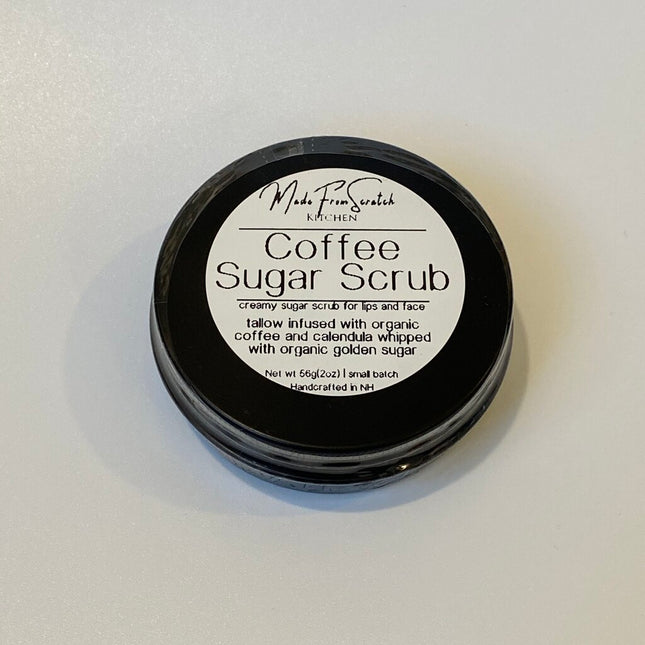 Made From Scratch
KITCHEN
Coffee
Sugar Scrub
creamy sugar scrub for lips and face
tallow infused with organic
coffee and calendula whipped
with organic golden sugar
Net wt 56g(2oz) | small batch
Handcrafted in NH